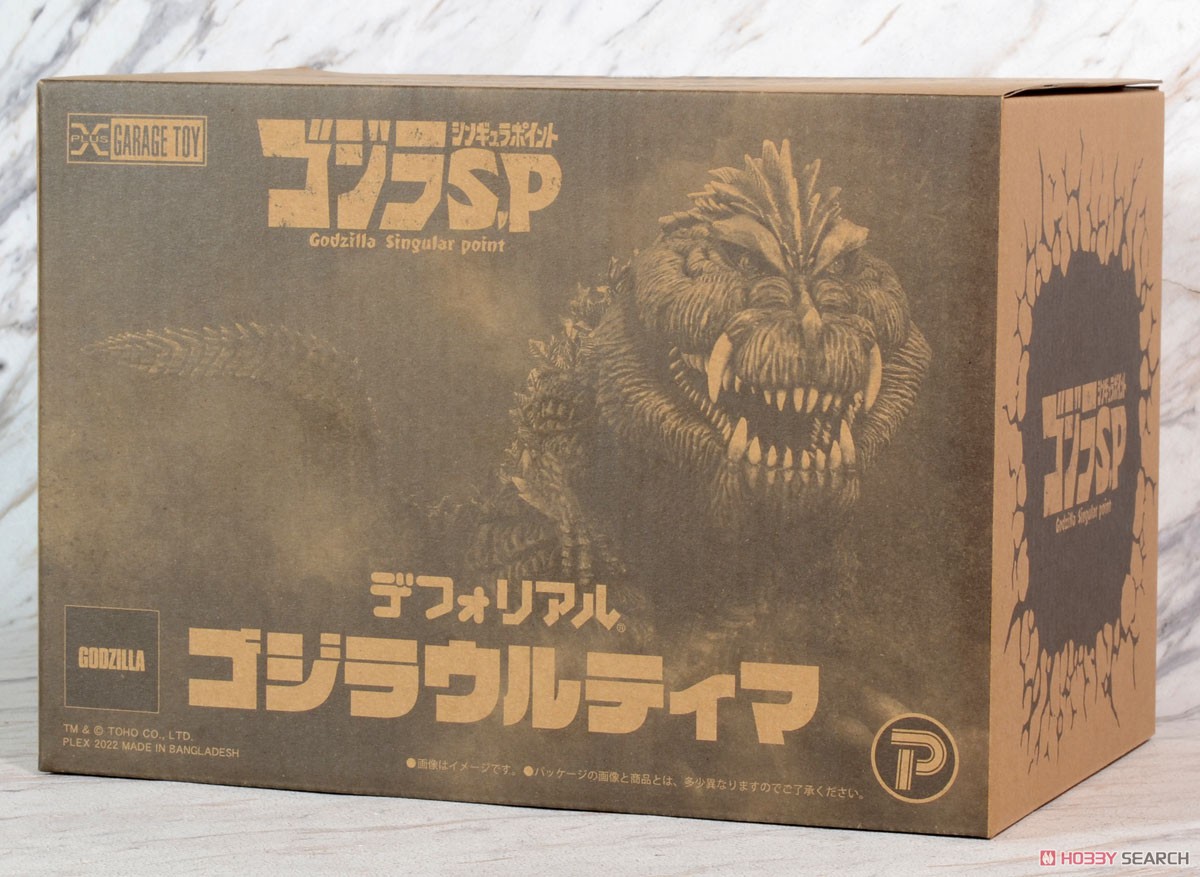 X PLUS GARAGE TOY
シンギュラポイント
ゴジラS.P
Godzilla Singular point
デフォリアル®
ゴジラウルティマ
GODZILLA
TM & © TOHO CO., LTD.
PLEX 2022 MADE IN BANGLADESH
●画像はイメージです。●パッケージの画像と商品とは、多少異なりますのでご了承ください。
P
シンギュラポイント
ゴジラS.P
Godzilla Singular point
HOBBY SEARCH